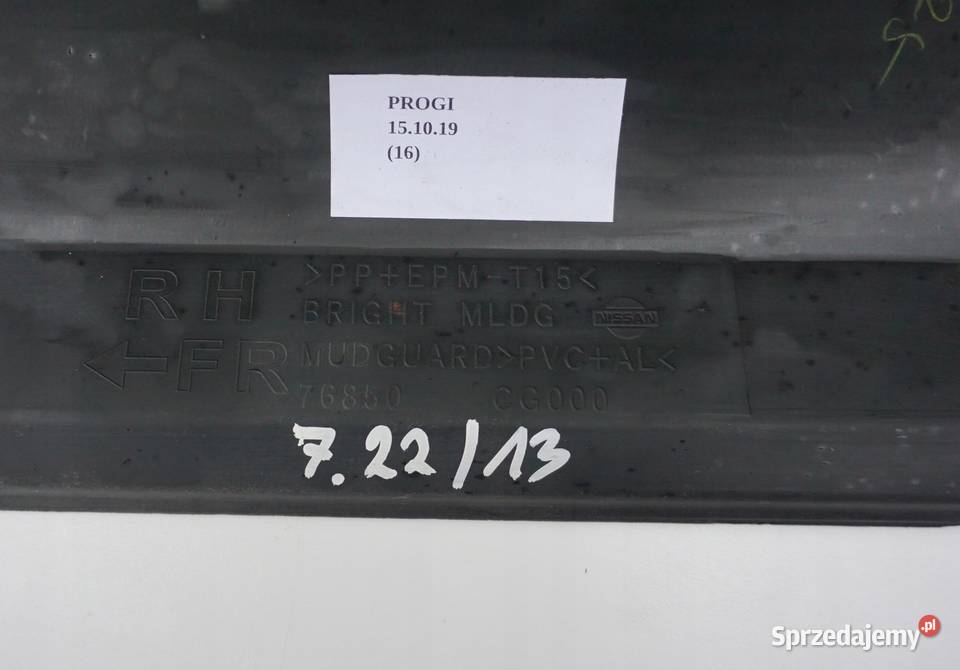 PROGI
15.10.19
(16)
RH
←FR
>PP+EPM-T15<
BRIGHT MLDG NISSAN
MUDGUARD>PVC+AL<
76850 CG000
7.22/13
Sprzedajemy.pl